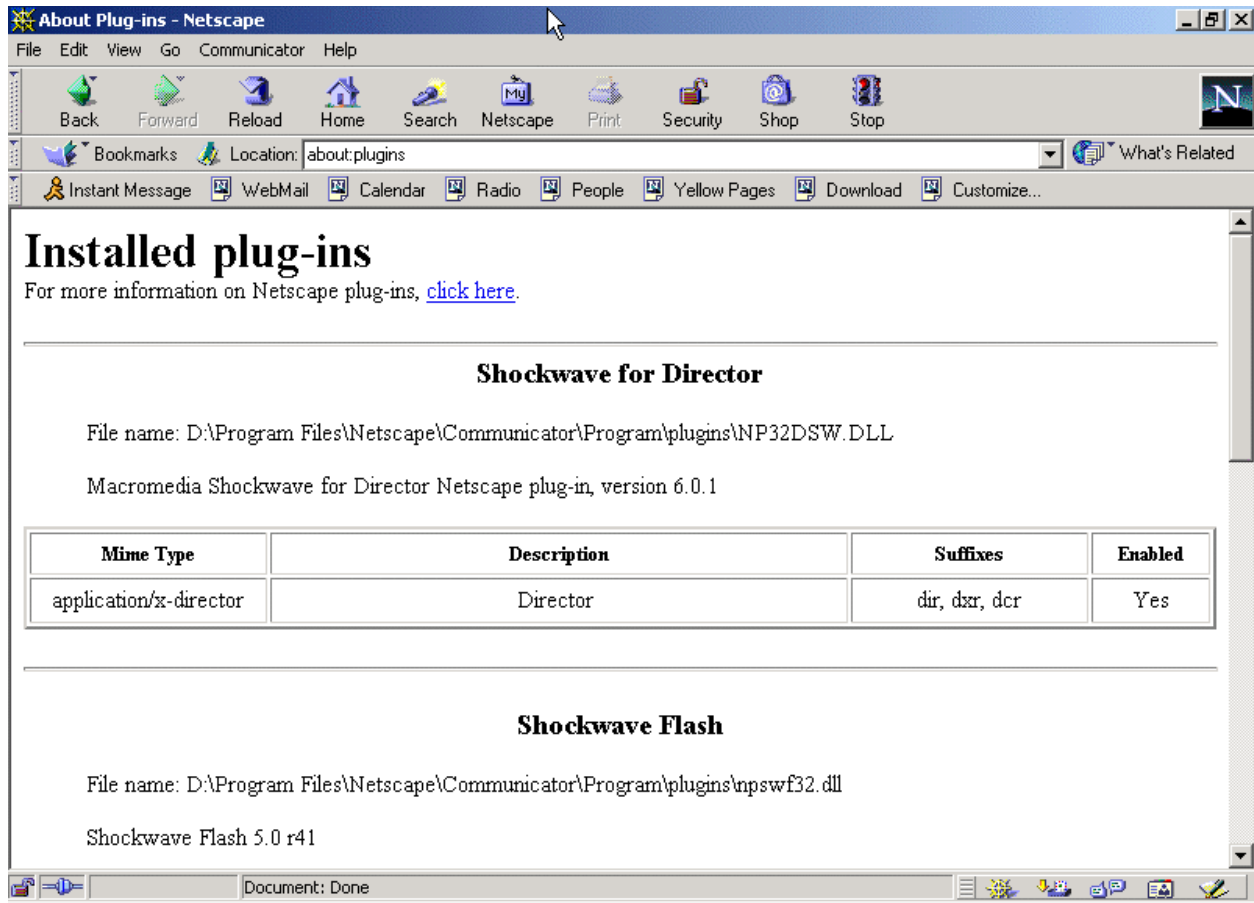 About Plug-ins - Netscape
File Edit View Go Communicator Help
My
Back Forward Reload Home Search Netscape Print Security Shop Stop
N
Bookmarks Location: about:plugins What's Related
Instant Message WebMail Calendar Radio People Yellow Pages Download Customize...
Installed plug-ins
For more information on Netscape plug-ins, click here.
Shockwave for Director
File name: D:\Program Files\Netscape\Communicator\Program\plugins\NP32DSW.DLL
Macromedia Shockwave for Director Netscape plug-in, version 6.0.1
Mime Type Description Suffixes Enabled
application/x-director Director dir, dxr, dcr Yes
Shockwave Flash
File name: D:\Program Files\Netscape\Communicator\Program\plugins\npswf32.dll
Shockwave Flash 5.0 r41
Document: Done